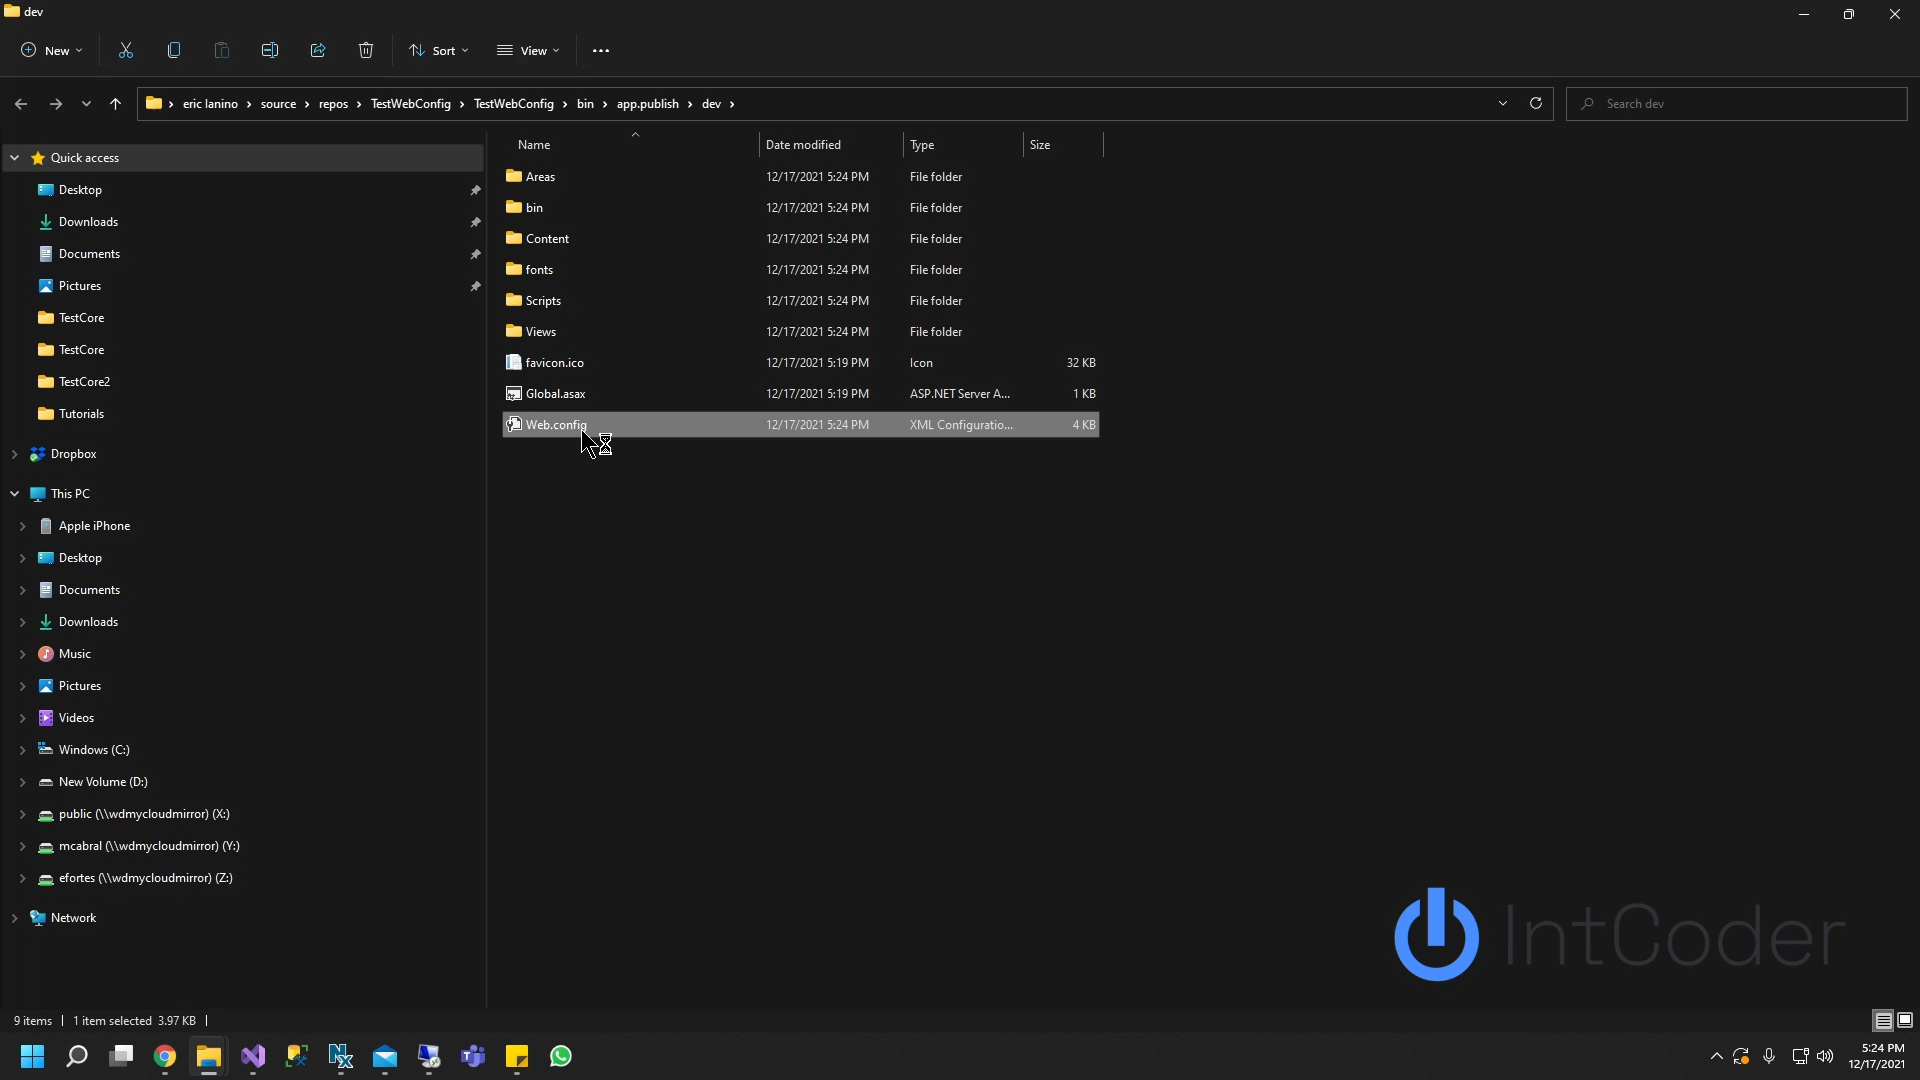 dev
New
Sort
View
eric lanino › source › repos › TestWebConfig › TestWebConfig › bin › app.publish › dev ›
Search dev
Name Date modified Type Size
Quick access
Desktop
Downloads
Documents
Pictures
TestCore
TestCore
TestCore2
Tutorials
Dropbox
This PC
Apple iPhone
Desktop
Documents
Downloads
Music
Pictures
Videos
Windows (C:)
New Volume (D:)
public (\\wdmycloudmirror) (X:)
mcabral (\\wdmycloudmirror) (Y:)
efortes (\\wdmycloudmirror) (Z:)
Network
Areas 12/17/2021 5:24 PM File folder
bin 12/17/2021 5:24 PM File folder
Content 12/17/2021 5:24 PM File folder
fonts 12/17/2021 5:24 PM File folder
Scripts 12/17/2021 5:24 PM File folder
Views 12/17/2021 5:24 PM File folder
favicon.ico 12/17/2021 5:19 PM Icon 32 KB
Global.asax 12/17/2021 5:19 PM ASP.NET Server A... 1 KB
Web.config 12/17/2021 5:24 PM XML Configuratio... 4 KB
IntCoder
9 items 1 item selected 3.97 KB
5:24 PM
12/17/2021